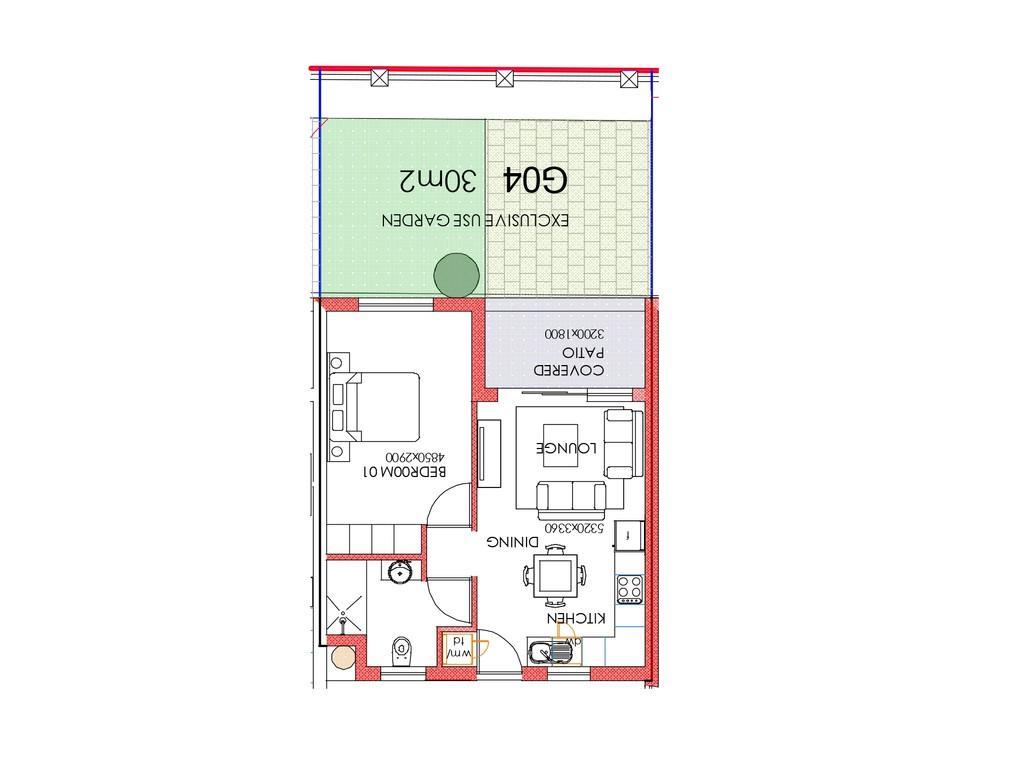 wm/
td
dw
KITCHEN
DINING
5320x3360
LOUNGE
BEDROOM 01
4850x2900
COVERED
PATIO
3200x1800
EXCLUSIVE USE GARDEN
G04 30m2